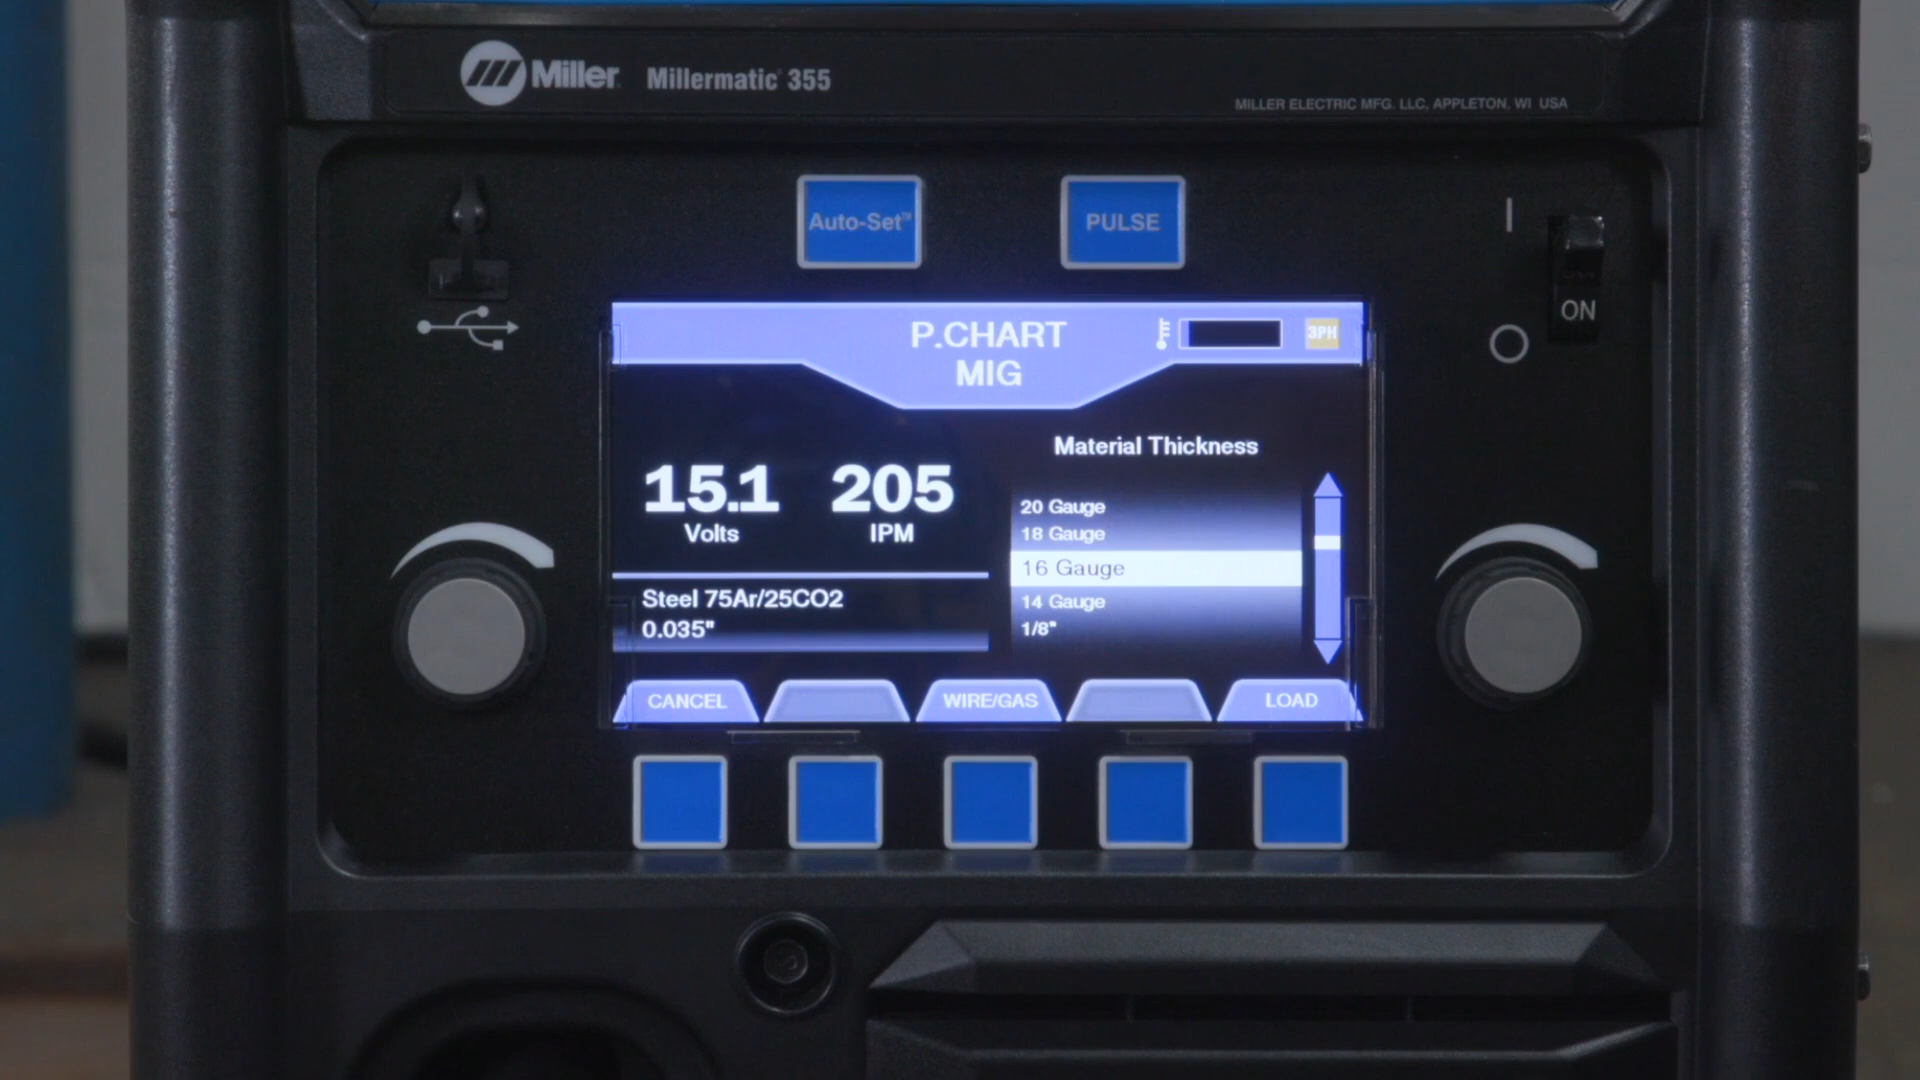 Miller Millermatic® 355
MILLER ELECTRIC MFG. LLC, APPLETON, WI USA
Auto-Set™
PULSE
P.CHART
MIG
3PH
ON
Material Thickness
15.1
Volts
205
IPM
20 Gauge
18 Gauge
16 Gauge
14 Gauge
1/8"
Steel 75Ar/25CO2
0.035"
CANCEL
WIRE/GAS
LOAD